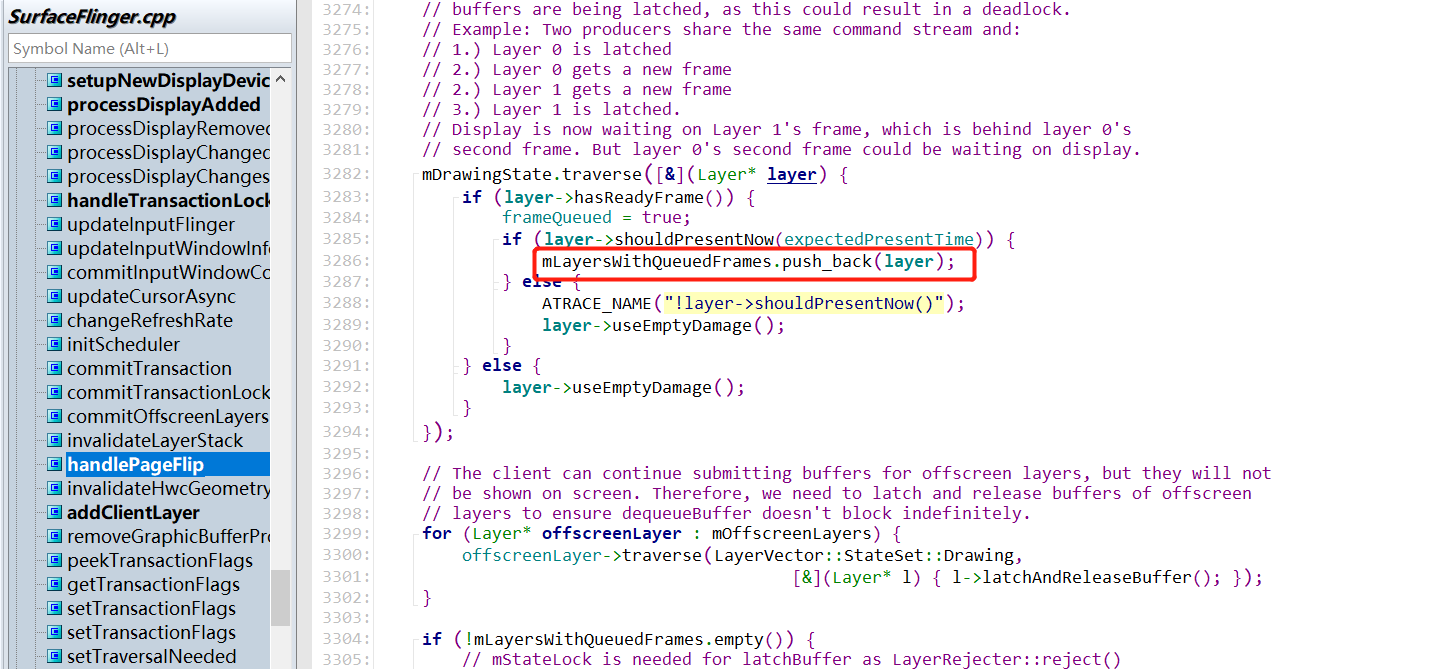 SurfaceFlinger.cpp
Symbol Name (Alt+L)
setupNewDisplayDevic
processDisplayAdded
processDisplayRemoved
processDisplayChanged
processDisplayChanges
handleTransactionLock
updateInputFlinger
updateInputWindowInfo
commitInputWindowCo
updateCursorAsync
changeRefreshRate
initScheduler
commitTransaction
commitTransactionLock
commitOffscreenLayers
invalidateLayerStack
handlePageFlip
invalidateHwcGeometry
addClientLayer
removeGraphicBufferPro
peekTransactionFlags
getTransactionFlags
setTransactionFlags
setTransactionFlags
setTraversalNeeded
3274: // buffers are being latched, as this could result in a deadlock.
3275: // Example: Two producers share the same command stream and:
3276: // 1.) Layer 0 is latched
3277: // 2.) Layer 0 gets a new frame
3278: // 2.) Layer 1 gets a new frame
3279: // 3.) Layer 1 is latched.
3280: // Display is now waiting on Layer 1's frame, which is behind layer 0's
3281: // second frame. But layer 0's second frame could be waiting on display.
3282: mDrawingState.traverse([&](Layer* layer) {
3283: if (layer->hasReadyFrame()) {
3284: frameQueued = true;
3285: if (layer->shouldPresentNow(expectedPresentTime)) {
3286: mLayersWithQueuedFrames.push_back(layer);
3287: } else {
3288: ATRACE_NAME("!layer->shouldPresentNow()");
3289: layer->useEmptyDamage();
3290: }
3291: } else {
3292: layer->useEmptyDamage();
3293: }
3294: });
3295:
3296: // The client can continue submitting buffers for offscreen layers, but they will not
3297: // be shown on screen. Therefore, we need to latch and release buffers of offscreen
3298: // layers to ensure dequeueBuffer doesn't block indefinitely.
3299: for (Layer* offscreenLayer : mOffscreenLayers) {
3300: offscreenLayer->traverse(LayerVector::StateSet::Drawing,
3301: [&](Layer* l) { l->latchAndReleaseBuffer(); });
3302: }
3303:
3304: if (!mLayersWithQueuedFrames.empty()) {
3305: // mStateLock is needed for latchBuffer as LayerRejecter::reject()